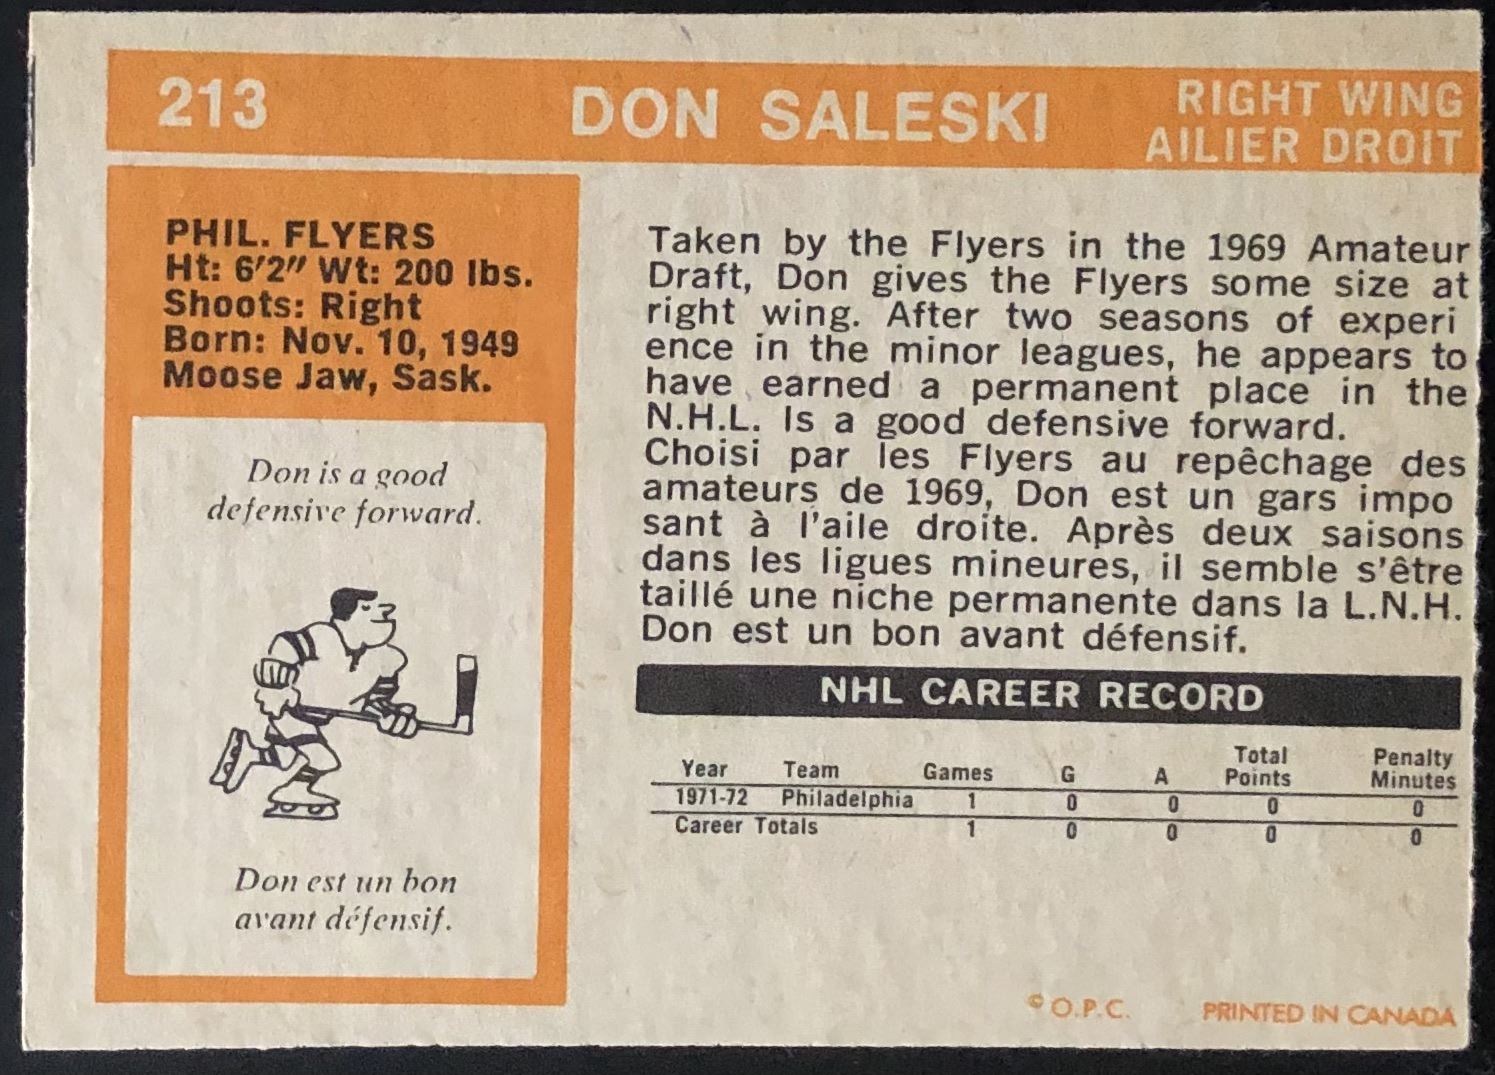 213
DON SALESKI
RIGHT WING
AILIER DROIT
PHIL. FLYERS
Ht: 6'2" Wt: 200 lbs.
Shoots: Right
Born: Nov. 10, 1949
Moose Jaw, Sask.
Don is a good
defensive forward.
Don est un bon
avant défensif.
Taken by the Flyers in the 1969 Amateur
Draft, Don gives the Flyers some size at
right wing. After two seasons of experi
ence in the minor leagues, he appears to
have earned a permanent place in the
N.H.L. Is a good defensive forward.
Choisi par les Flyers au repêchage des
amateurs de 1969, Don est un gars impo
sant à l'aile droite. Après deux saisons
dans les ligues mineures, il semble s'être
taillé une niche permanente dans la L.N.H.
Don est un bon avant défensif.
NHL CAREER RECORD
Year Team Games G A Total Points Penalty Minutes
1971-72 Philadelphia 1 0 0 0 0
Career Totals 1 0 0 0 0
© O.P.C. PRINTED IN CANADA